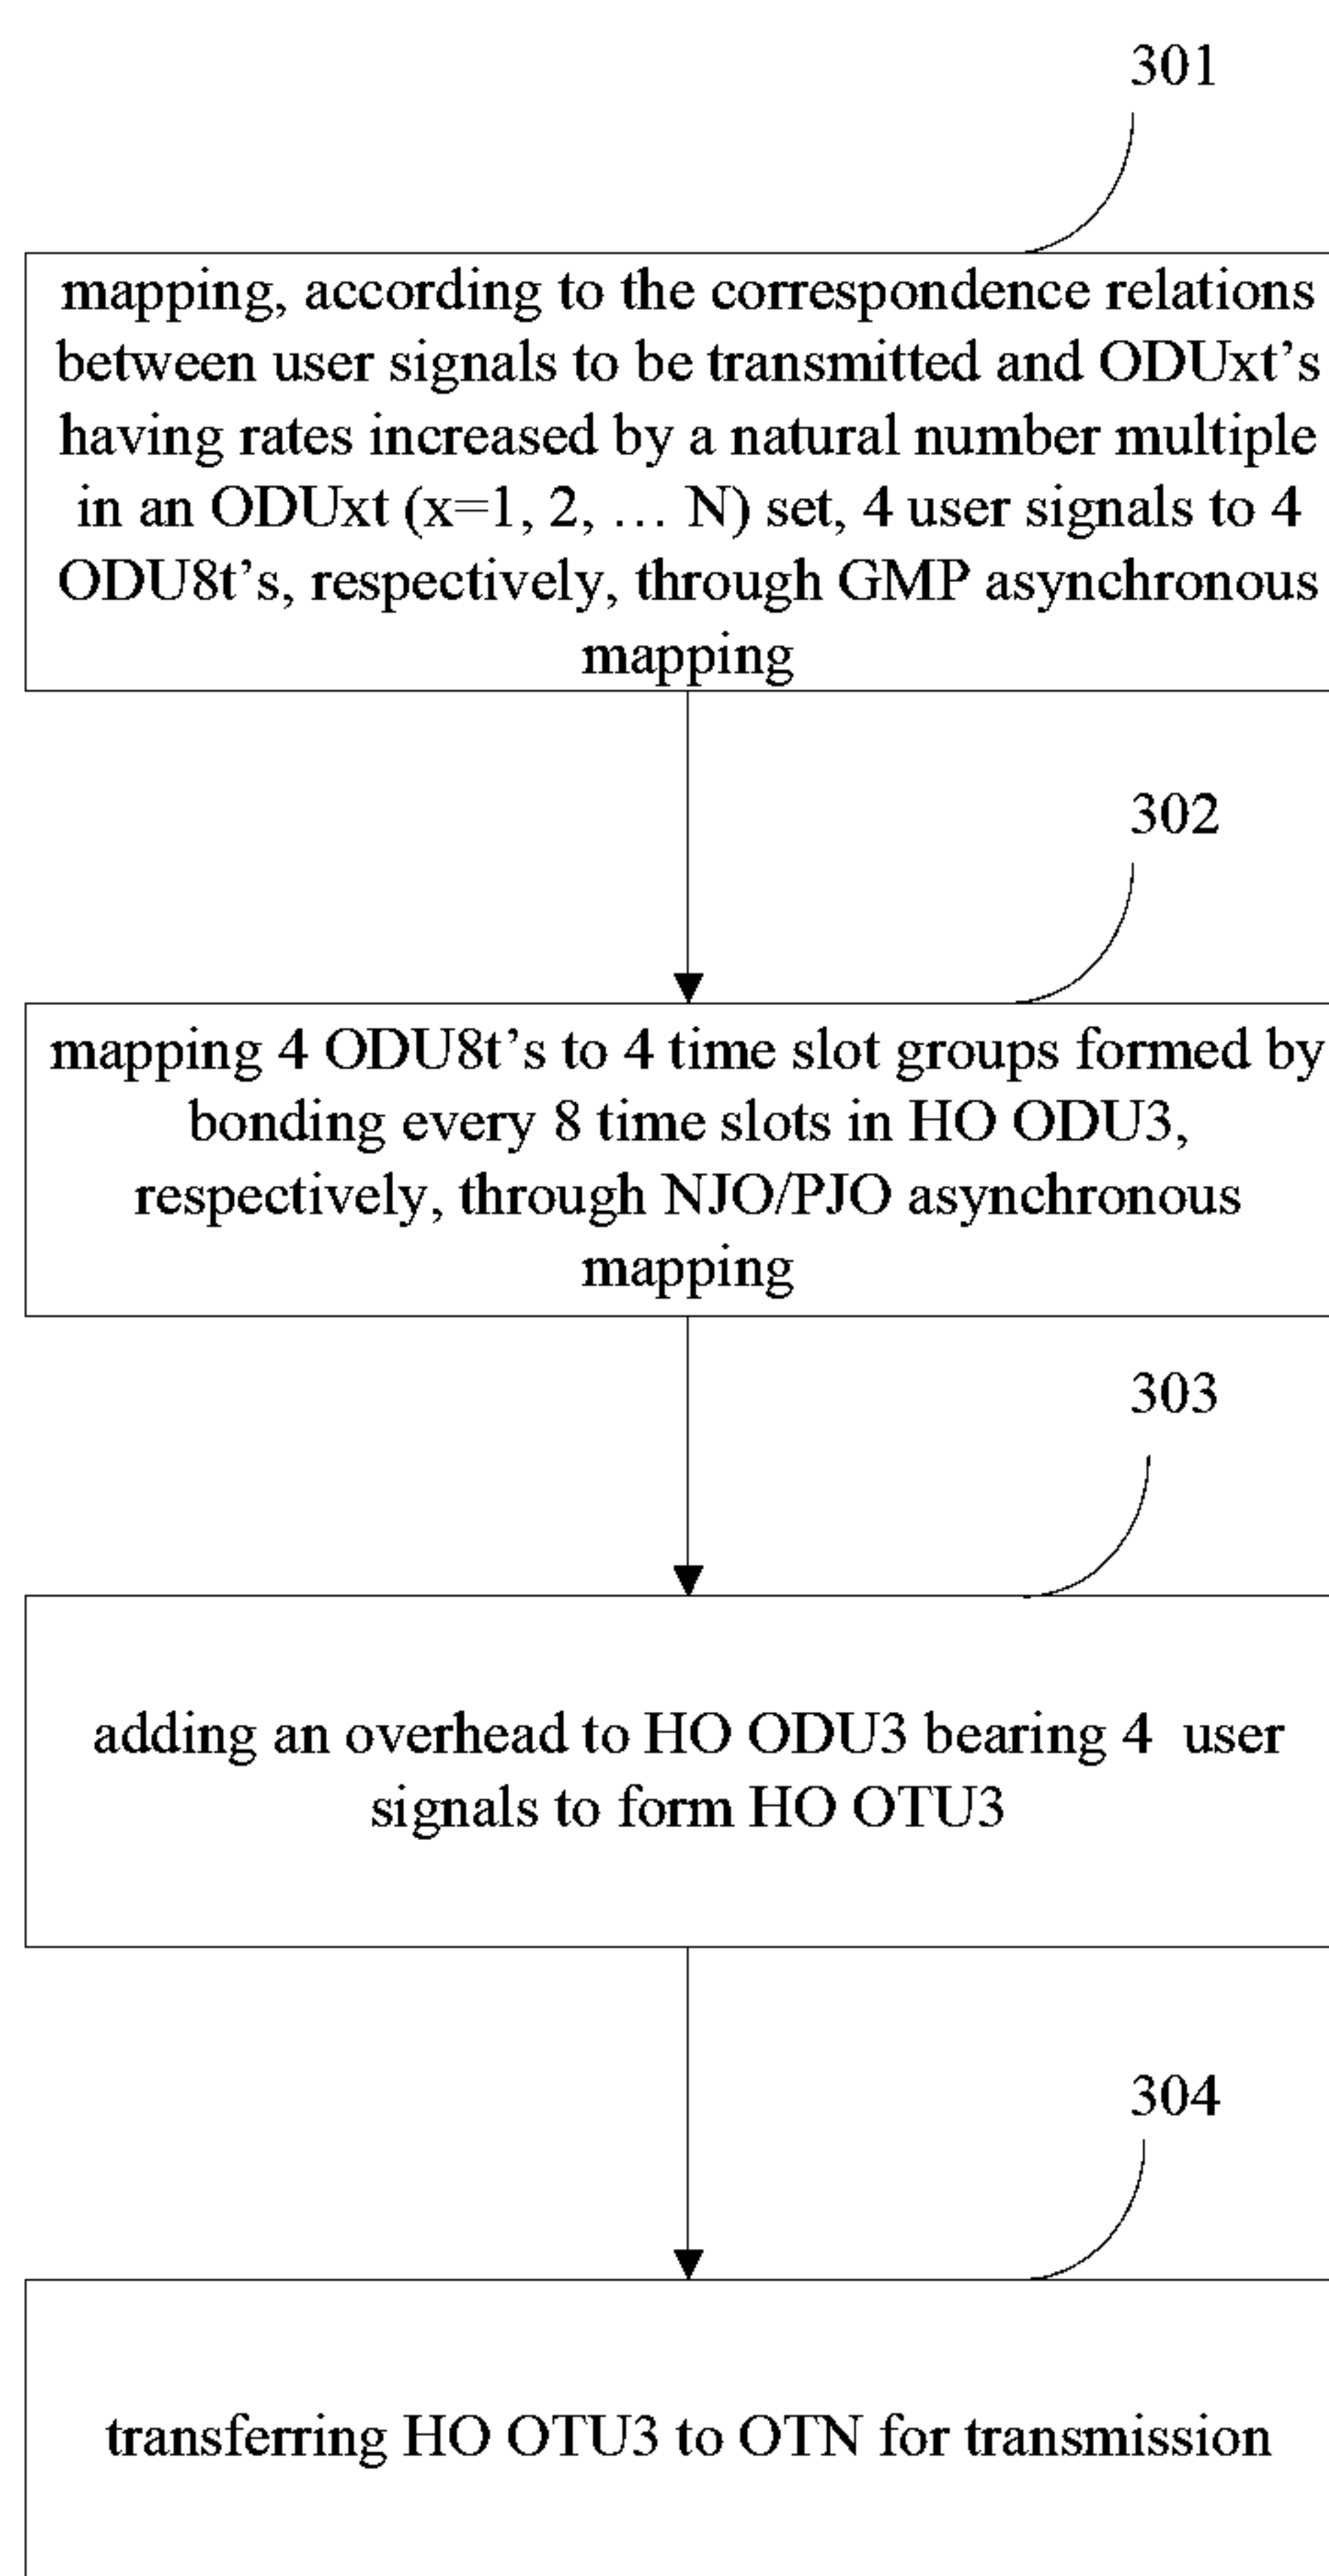 301
mapping, according to the correspondence relations
between user signals to be transmitted and ODUxt’s
having rates increased by a natural number multiple
in an ODUxt (x=1, 2, … N) set, 4 user signals to 4
ODU8t’s, respectively, through GMP asynchronous
mapping
302
mapping 4 ODU8t’s to 4 time slot groups formed by
bonding every 8 time slots in HO ODU3,
respectively, through NJO/PJO asynchronous
mapping
303
adding an overhead to HO ODU3 bearing 4 user
signals to form HO OTU3
304
transferring HO OTU3 to OTN for transmission